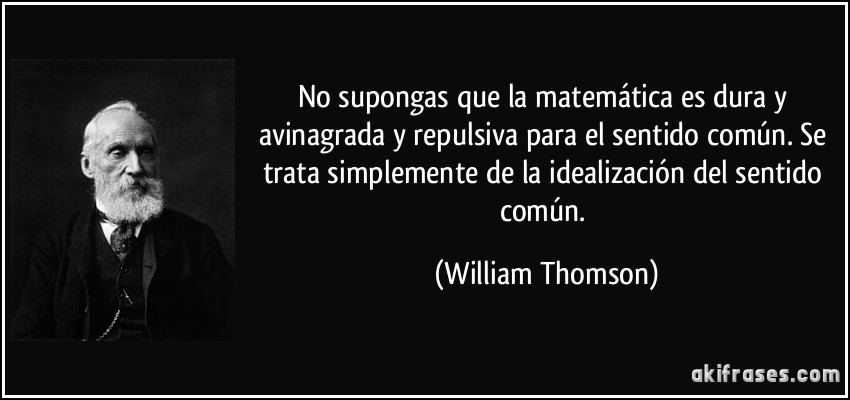 No supongas que la matemática es dura y
avinagrada y repulsiva para el sentido común. Se
trata simplemente de la idealización del sentido
común.
(William Thomson)
akifrases.com